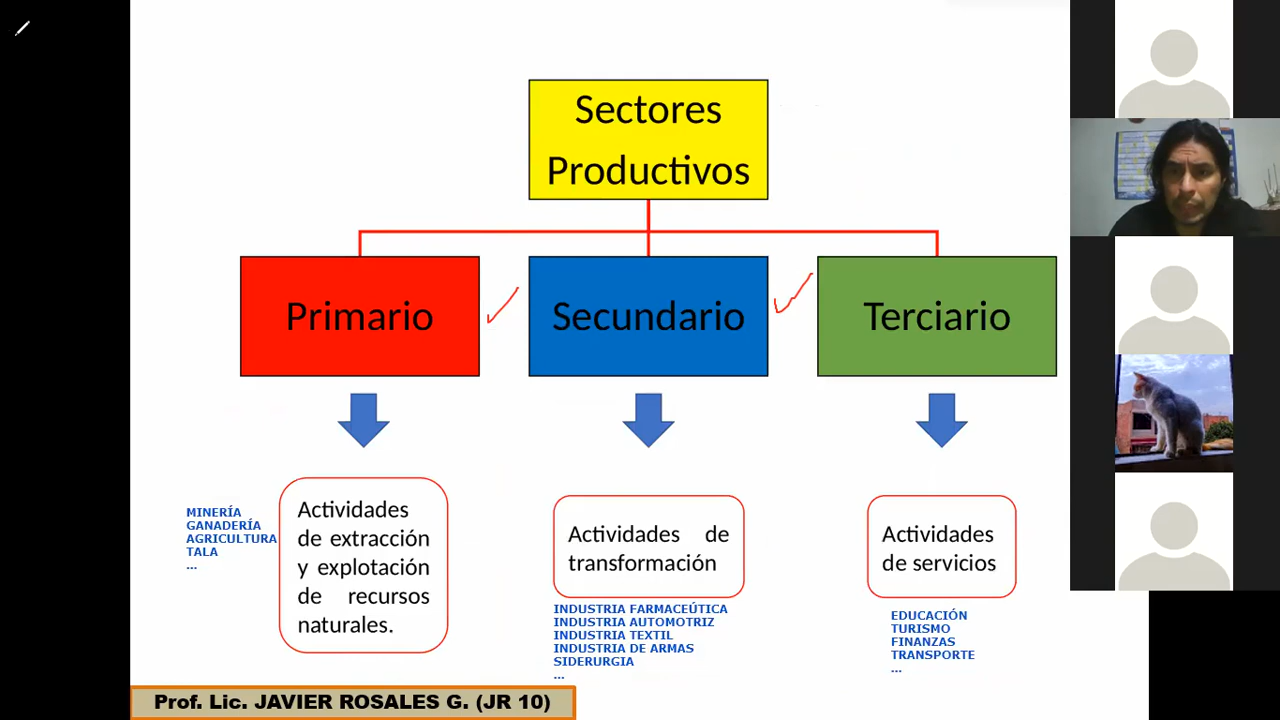 Sectores
Productivos
Primario
Secundario
Terciario
MINERÍA
GANADERÍA
AGRICULTURA
TALA
...
Actividades
de extracción
y explotación
de recursos
naturales.
Actividades de
transformación
INDUSTRIA FARMACEÚTICA
INDUSTRIA AUTOMOTRIZ
INDUSTRIA TEXTIL
INDUSTRIA DE ARMAS
SIDERURGIA
...
Actividades
de servicios
EDUCACIÓN
TURISMO
FINANZAS
TRANSPORTE
...
Prof. Lic. JAVIER ROSALES G. (JR 10)